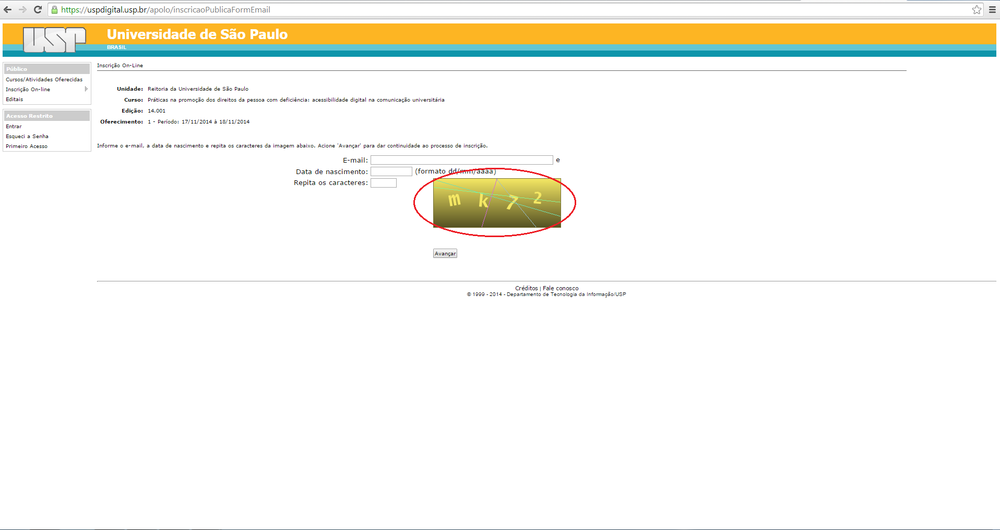 https://uspdigital.usp.br/apolo/inscricaoPublicaFormEmail
USP
Universidade de São Paulo
BRASIL
Público
Cursos/Atividades Oferecidas
Inscrição On-line
Editais
Acesso Restrito
Entrar
Esqueci a Senha
Primeiro Acesso
Inscrição On-Line
Unidade: Reitoria da Universidade de São Paulo
Curso: Práticas na promoção dos direitos da pessoa com deficiência: acessibilidade digital na comunicação universitária
Edição: 14.001
Oferecimento: 1 - Período: 17/11/2014 à 18/11/2014
Informe o e-mail, a data de nascimento e repita os caracteres da imagem abaixo. Acione 'Avançar' para dar continuidade ao processo de inscrição.
E-mail: e
Data de nascimento: (formato dd/mm/aaaa)
Repita os caracteres:
m k 7 2
Avançar
Créditos | Fale conosco
© 1999 - 2014 - Departamento de Tecnologia da Informação/USP